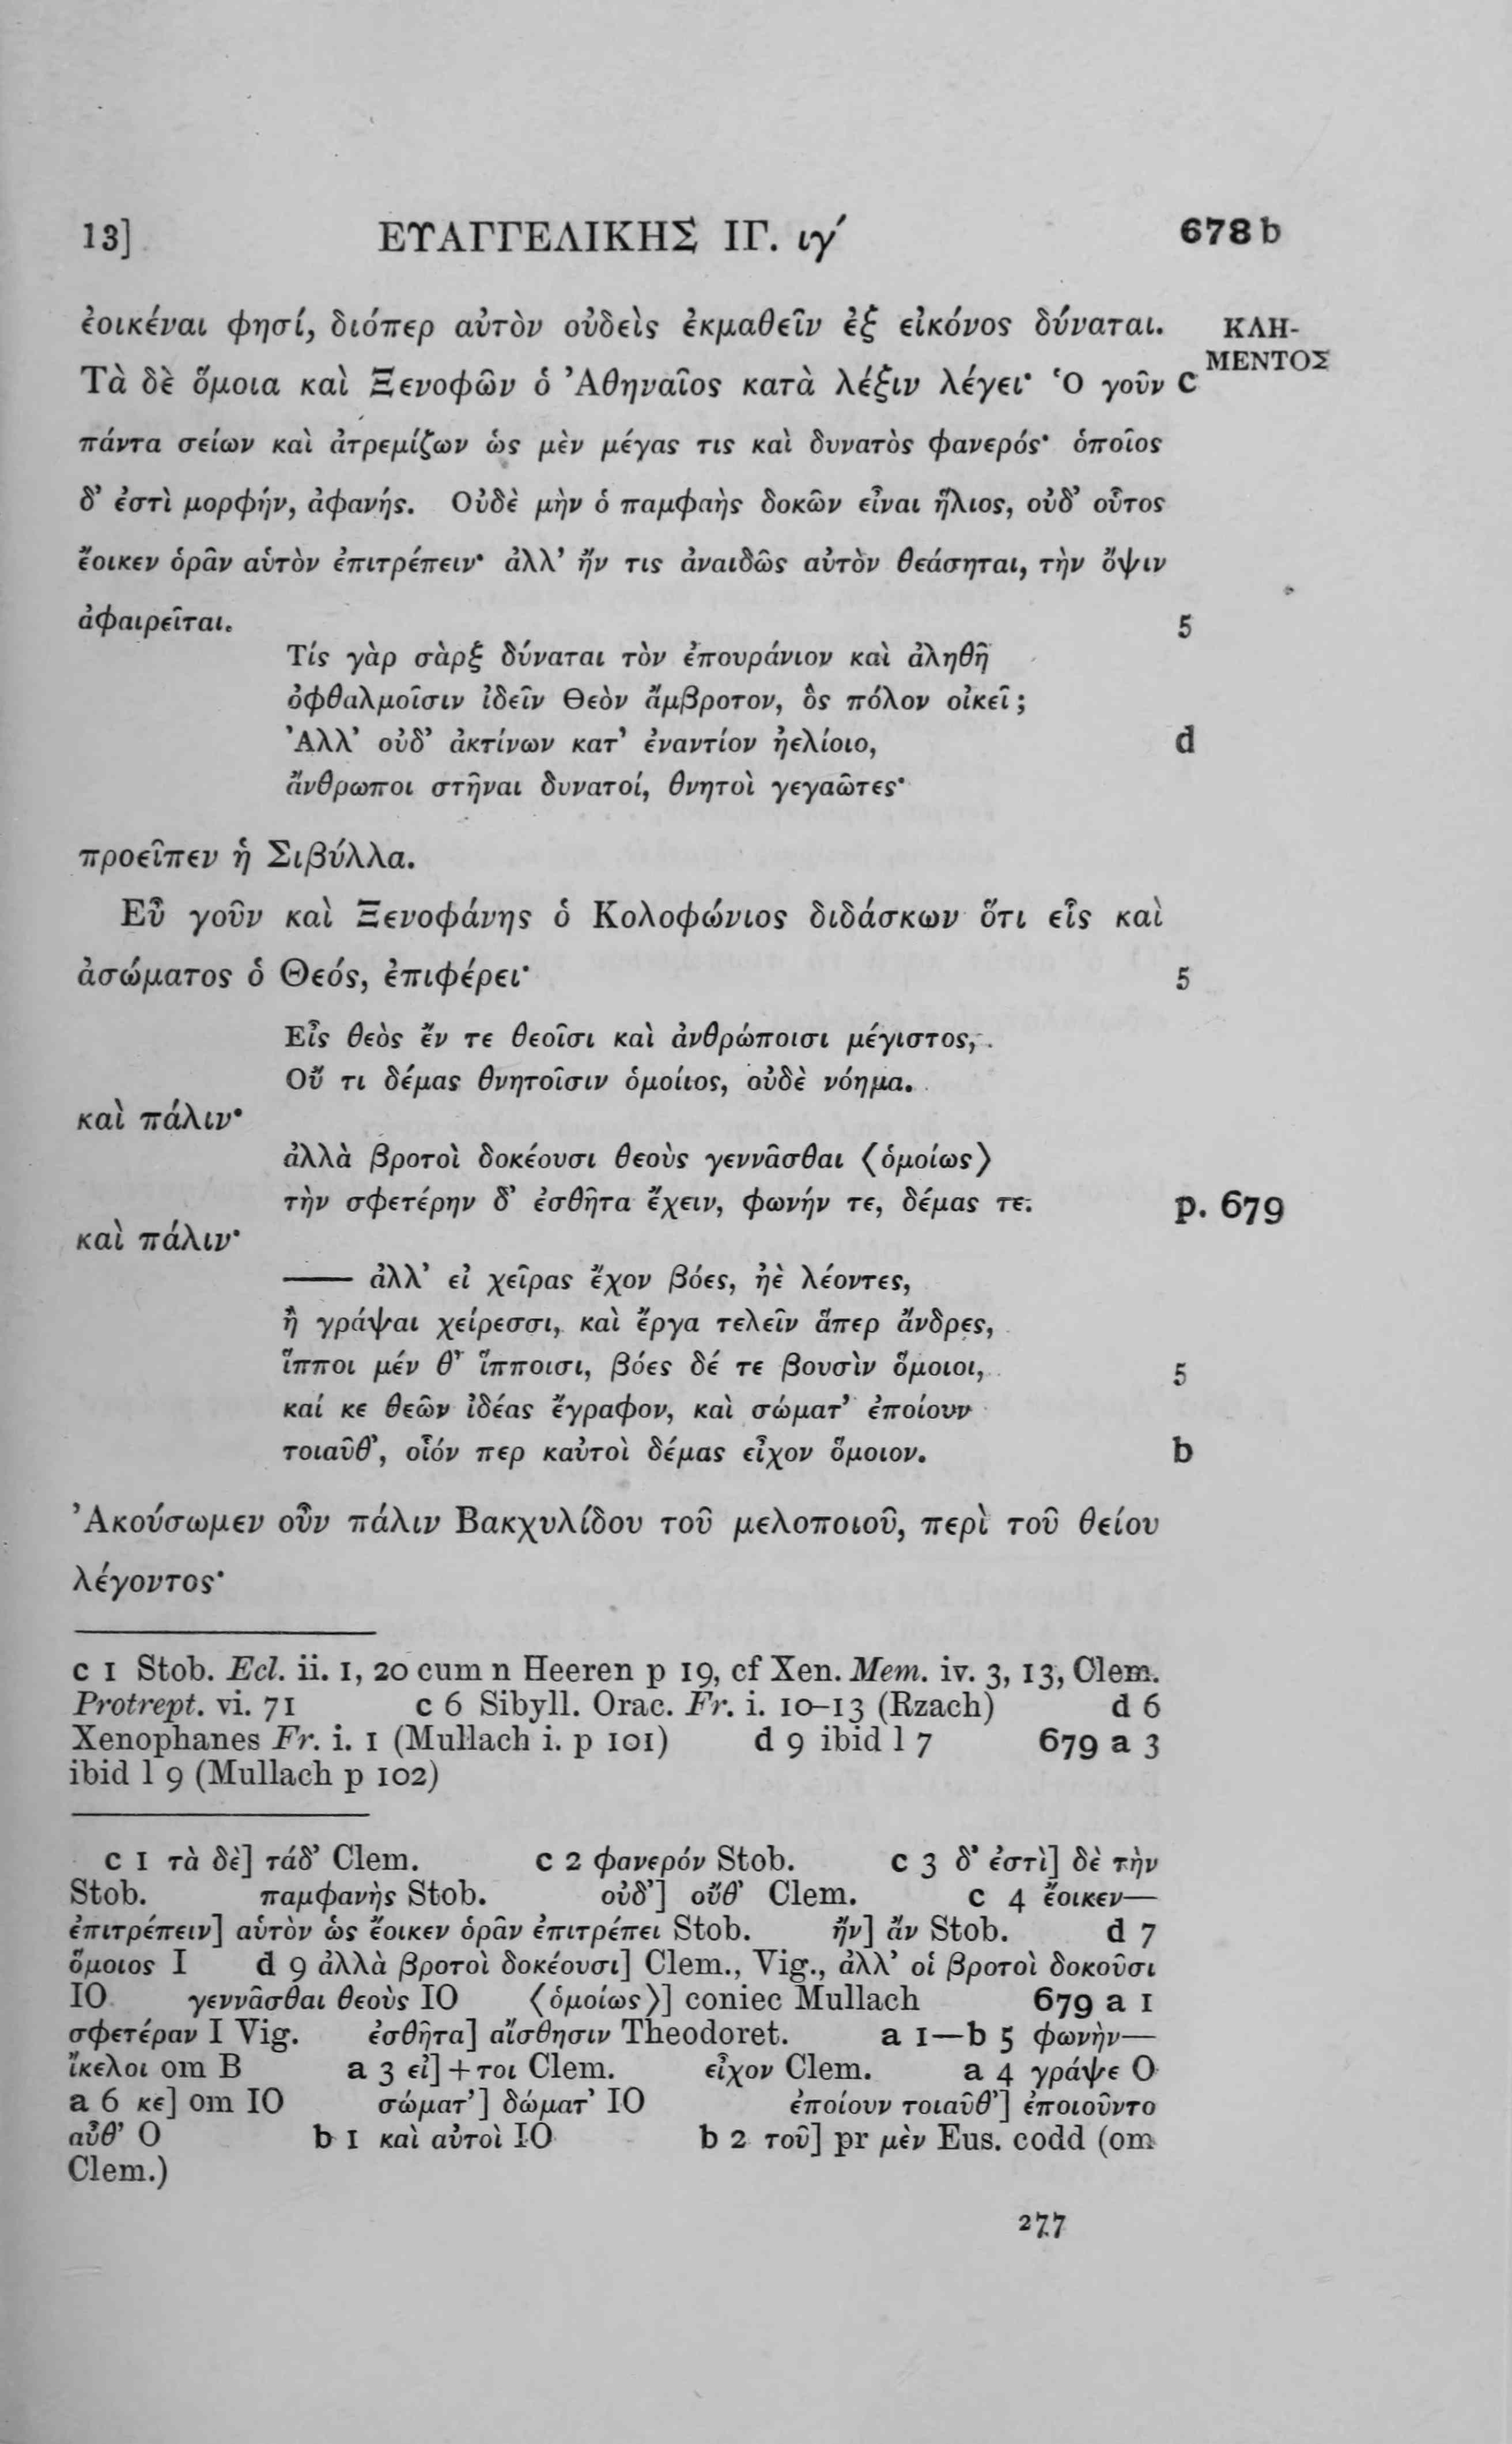 13] ΕΥΑΓΓΕΛΙΚΗΣ ΙΓ. ιγ´ 678 b
ἐοικέναι φησί, διόπερ αὐτὸν οὐδεὶς ἐκμαθεῖν ἐξ εἰκόνος δύναται. ΚΛΗ-
ΜΕΝΤΟΣ
Τὰ δὲ ὅμοια καὶ Ξενοφῶν ὁ Ἀθηναῖος κατὰ λέξιν λέγει· Ὁ γοῦν c
πάντα σείων καὶ ἀτρεμίζων ὡς μὲν μέγας τις καὶ δυνατὸς φανερός· ὁποῖος
δ’ ἐστὶ μορφήν, ἀφανής. Οὐδὲ μὴν ὁ παμφαὴς δοκῶν εἶναι ἥλιος, οὐδ’ οὗτος
ἔοικεν ὁρᾶν αὑτὸν ἐπιτρέπειν· ἀλλ’ ἤν τις ἀναιδῶς αὐτὸν θεάσηται, τὴν ὄψιν
ἀφαιρεῖται. 5
Τίς γὰρ σὰρξ δύναται τὸν ἐπουράνιον καὶ ἀληθῆ
ὀφθαλμοῖσιν ἰδεῖν Θεὸν ἄμβροτον, ὃς πόλον οἰκεῖ;
Ἀλλ’ οὐδ’ ἀκτίνων κατ’ ἐναντίον ἠελίοιο, d
ἄνθρωποι στῆναι δυνατοί, θνητοὶ γεγαῶτες·
προεῖπεν ἡ Σιβύλλα.
Εὖ γοῦν καὶ Ξενοφάνης ὁ Κολοφώνιος διδάσκων ὅτι εἷς καὶ
ἀσώματος ὁ Θεός, ἐπιφέρει· 5
Εἷς θεὸς ἔν τε θεοῖσι καὶ ἀνθρώποισι μέγιστος,
Οὔ τι δέμας θνητοῖσιν ὁμοίιος, οὐδὲ νόημα.
καὶ πάλιν·
ἀλλὰ βροτοὶ δοκέουσι θεοὺς γεννᾶσθαι ⟨ὁμοίως⟩
τὴν σφετέρην δ’ ἐσθῆτα ἔχειν, φωνήν τε, δέμας τε. p. 679
καὶ πάλιν·
—— ἀλλ’ εἰ χεῖρας ἔχον βόες, ἠὲ λέοντες,
ἢ γράψαι χείρεσσι, καὶ ἔργα τελεῖν ἅπερ ἄνδρες,
ἵπποι μέν θ’ ἵπποισι, βόες δέ τε βουσὶν ὅμοιοι, 5
καί κε θεῶν ἰδέας ἔγραφον, καὶ σώματ’ ἐποίουν
τοιαῦθ’, οἷόν περ καὐτοὶ δέμας εἶχον ὅμοιον. b
Ἀκούσωμεν οὖν πάλιν Βακχυλίδου τοῦ μελοποιοῦ, περὶ τοῦ θείου
λέγοντος·
c 1 Stob. Ecl. ii. 1, 20 cum n Heeren p 19, cf Xen. Mem. iv. 3, 13, Clem.
Protrept. vi. 71 c 6 Sibyll. Orac. Fr. i. 10–13 (Rzach) d 6
Xenophanes Fr. i. 1 (Mullach i. p 101) d 9 ibid l 7 679 a 3
ibid l 9 (Mullach p 102)
c 1 τὰ δὲ] τάδ’ Clem. c 2 φανερόν Stob. c 3 δ’ ἐστὶ] δὲ τὴν
Stob. παμφανὴς Stob. οὐδ’] οὔθ’ Clem. c 4 ἔοικεν—
ἐπιτρέπειν] αὑτὸν ὡς ἔοικεν ὁρᾶν ἐπιτρέπει Stob. ἤν] ἄν Stob. d 7
ὅμοιος I d 9 ἀλλὰ βροτοὶ δοκέουσι] Clem., Vig., ἀλλ’ οἱ βροτοὶ δοκοῦσι
IO γεννᾶσθαι θεοὺς IO ⟨ὁμοίως⟩] coniec Mullach 679 a 1
σφετέραν I Vig. ἐσθῆτα] αἴσθησιν Theodoret. a 1—b 5 φωνὴν—
ἴκελοι om B a 3 εἰ] + τοι Clem. εἶχον Clem. a 4 γράψε O
a 6 κε] om IO σώματ’] δώματ’ IO ἐποίουν τοιαῦθ’] ἐποιοῦντο
αὖθ’ O b 1 καὶ αὐτοὶ IO b 2 τοῦ] pr μὲν Eus. codd (om
Clem.)
277